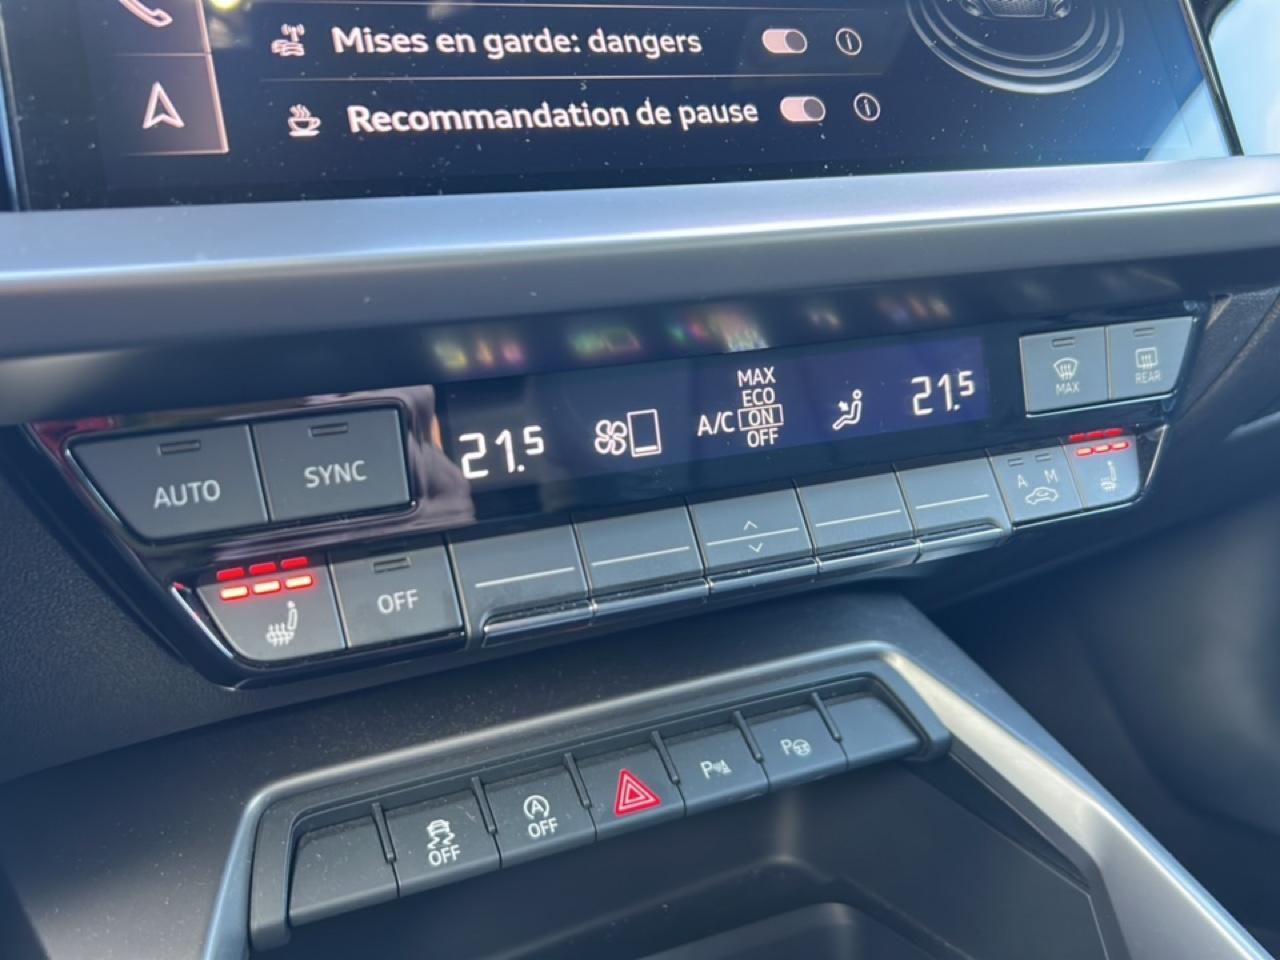 Mises en garde: dangers
Recommandation de pause
MAX
ECO
A/C ON
OFF
21.5
21.5
MAX
REAR
AUTO
SYNC
A M
OFF
OFF
A
OFF
P
P